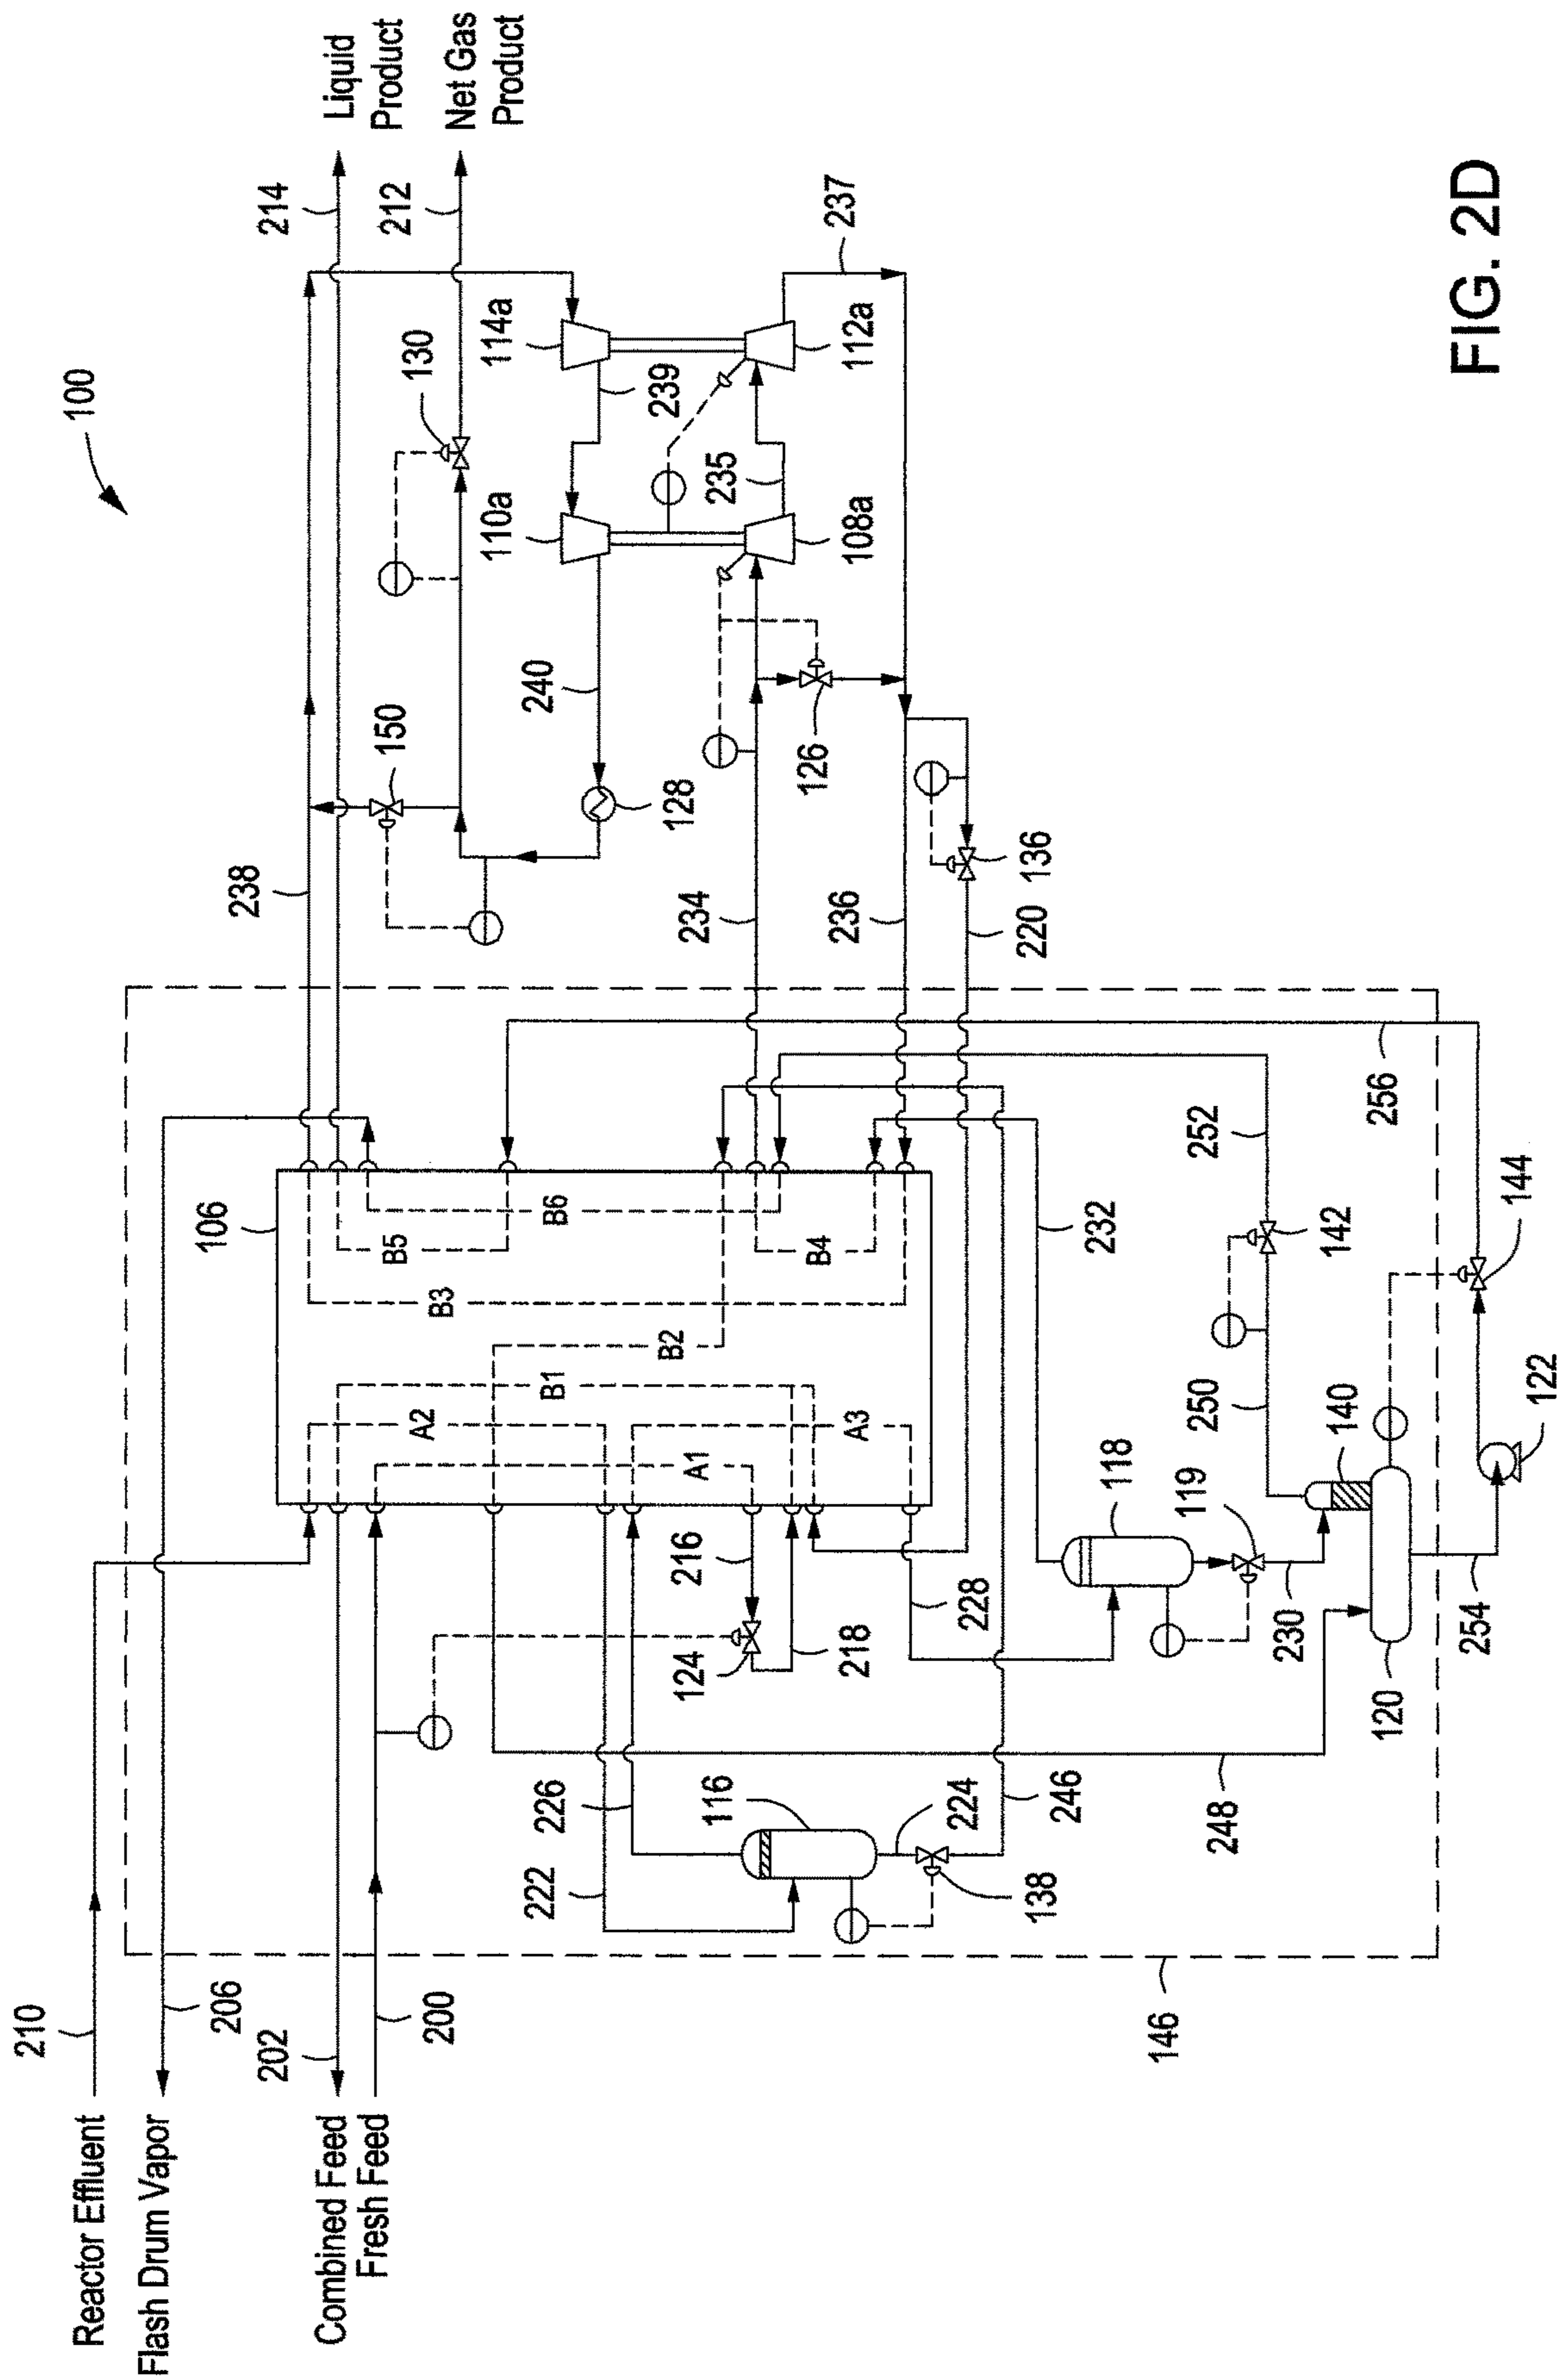 Reactor Effluent
210
Flash Drum Vapor
206
Combined Feed
202
Fresh Feed
200
100
Liquid
Product
214
Net Gas
Product
212
238
150
130
114a
110a
239
240
128
235
108a
112a
237
234
126
236
136
220
106
A2
B1
A1
A3
B2
B3
B5
B6
B4
216
124
218
228
222
226
116
224
138
246
248
118
119
230
232
140
250
142
252
120
254
122
144
256
146
FIG. 2D